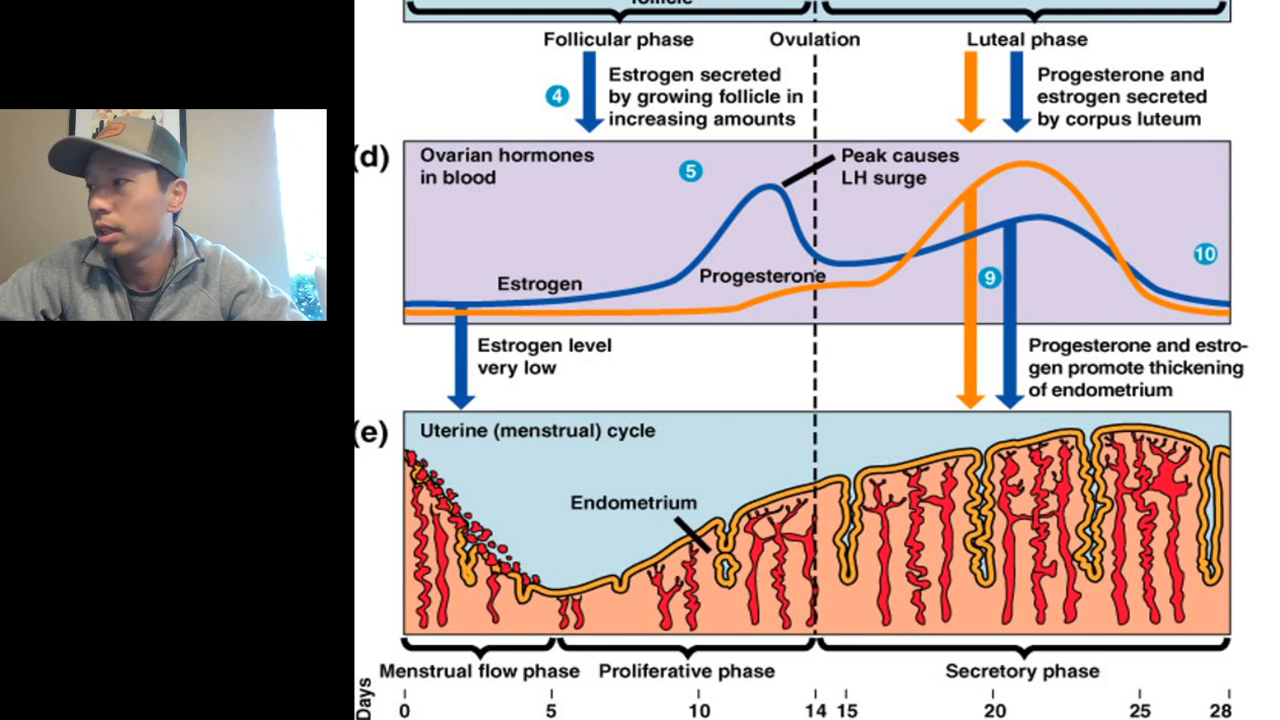 follicle
Follicular phase
Ovulation
Luteal phase
4
Estrogen secreted
by growing follicle in
increasing amounts
Progesterone and
estrogen secreted
by corpus luteum
(d)
Ovarian hormones
in blood
5
Peak causes
LH surge
10
Estrogen
Progesterone
9
Estrogen level
very low
Progesterone and estro-
gen promote thickening
of endometrium
(e)
Uterine (menstrual) cycle
Endometrium
Menstrual flow phase
Proliferative phase
Secretory phase
Days
0 5 10 14 15 20 25 28